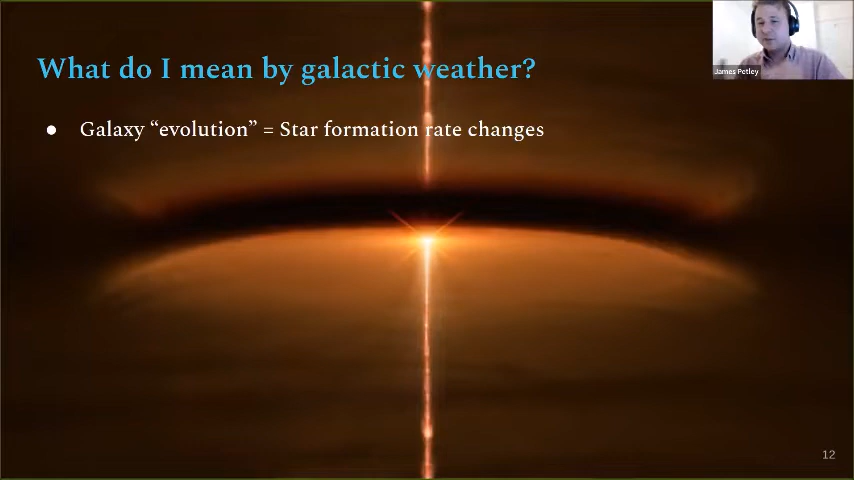 What do I mean by galactic weather?
James Petley
● Galaxy “evolution” = Star formation rate changes
12